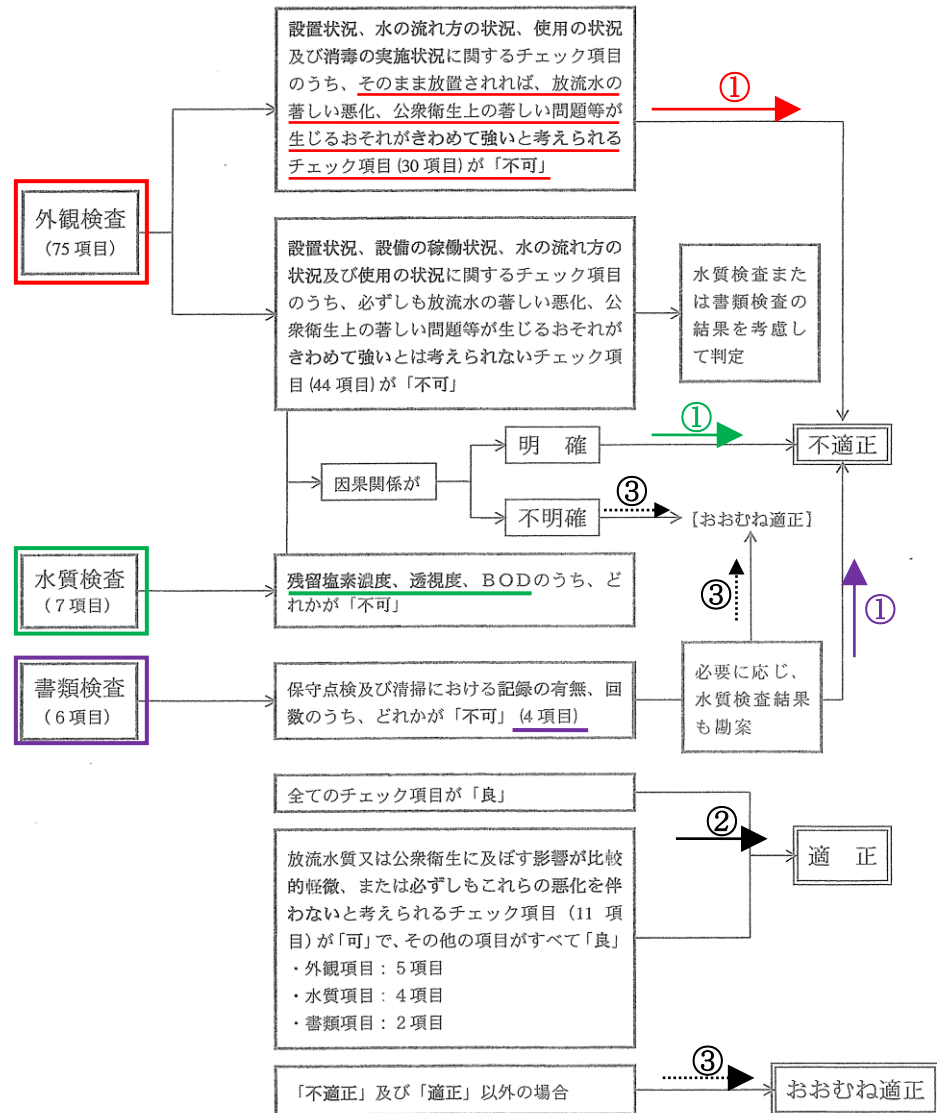 設置状況、水の流れ方の状況、使用の状況
及び消毒の実施状況に関するチェック項目
のうち、そのまま放置されれば、放流水の
著しい悪化、公衆衛生上の著しい問題等が
生じるおそれがきわめて強いと考えられる
チェック項目(30項目)が「不可」
①
外観検査
(75項目)
設置状況、設備の稼働状況、水の流れ方の
状況及び使用の状況に関するチェック項目
のうち、必ずしも放流水の著しい悪化、公
衆衛生上の著しい問題等が生じるおそれが
きわめて強いとは考えられないチェック項
目(44項目)が「不可」
水質検査また
は書類検査の
結果を考慮し
て判定
①
明 確
不適正
因果関係が
不明確
③
【おおむね適正】
水質検査
(7項目)
残留塩素濃度、透視度、BODのうち、ど
れかが「不可」
③
①
書類検査
(6項目)
保守点検及び清掃における記録の有無、回
数のうち、どれかが「不可」(4項目)
必要に応じ、
水質検査結果
も勘案
全てのチェック項目が「良」
②
適 正
放流水質又は公衆衛生に及ぼす影響が比較
的軽微、または必ずしもこれらの悪化を伴
わないと考えられるチェック項目(11 項
目)が「可」で、その他の項目がすべて「良」
・外観項目:5項目
・水質項目:4項目
・書類項目:2項目
「不適正」及び「適正」以外の場合
③
おおむね適正